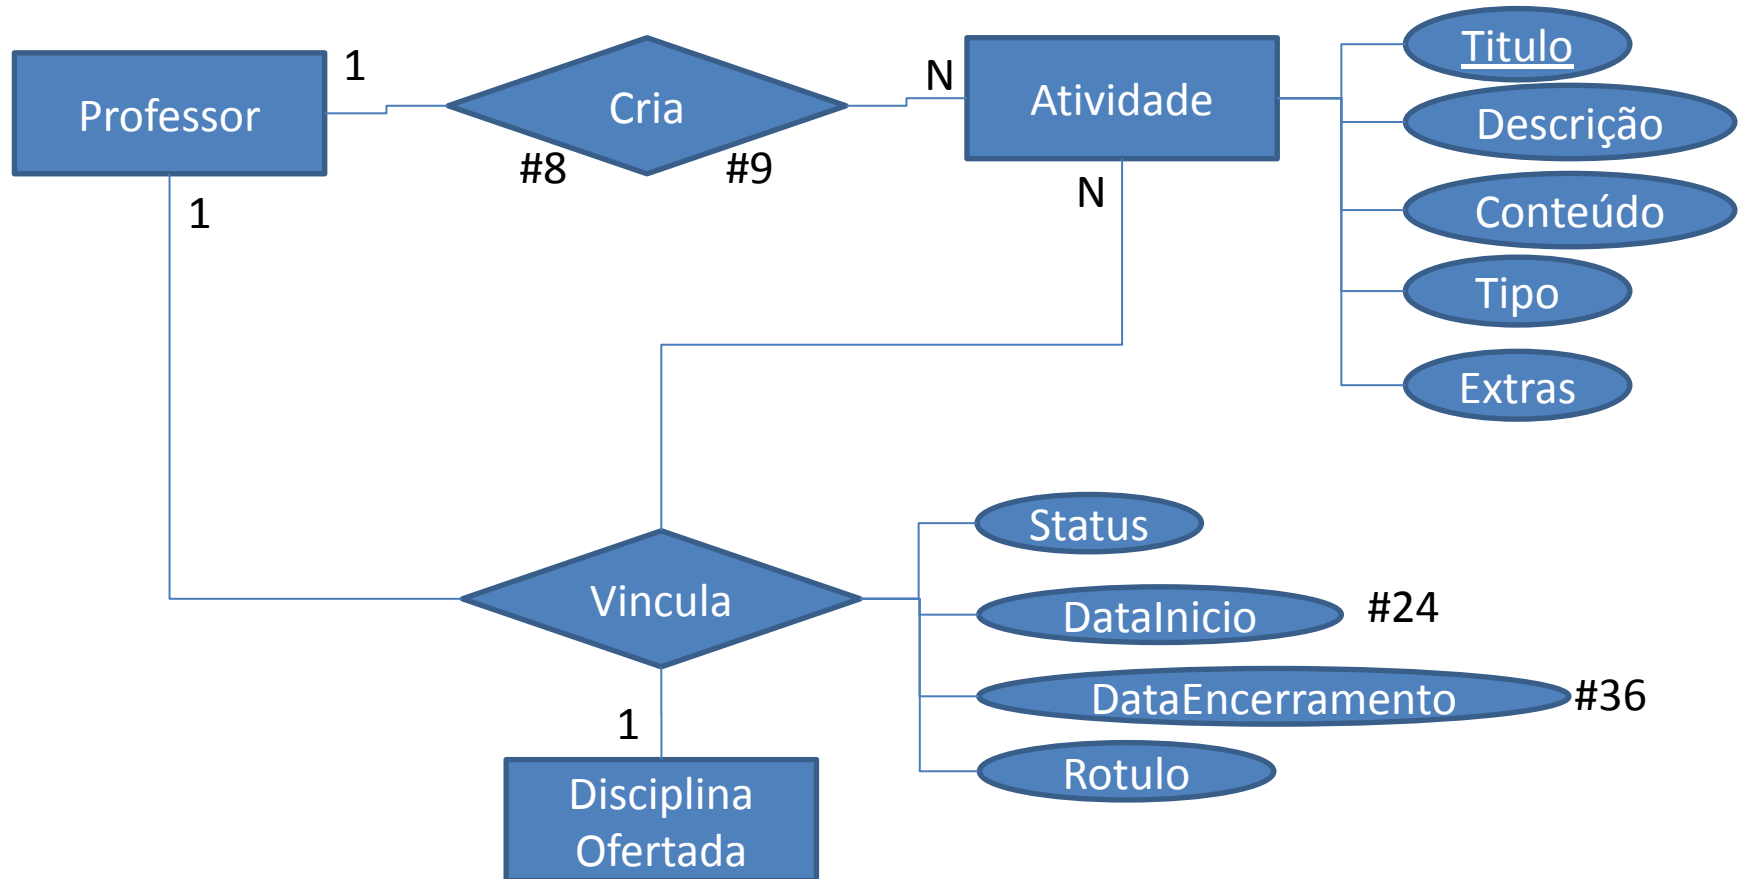 Professor
1
Cria
#8
#9
N
Atividade
Titulo
Descrição
Conteúdo
Tipo
Extras
1
N
Vincula
Status
DataInicio
#24
DataEncerramento
#36
Rotulo
1
Disciplina
Ofertada